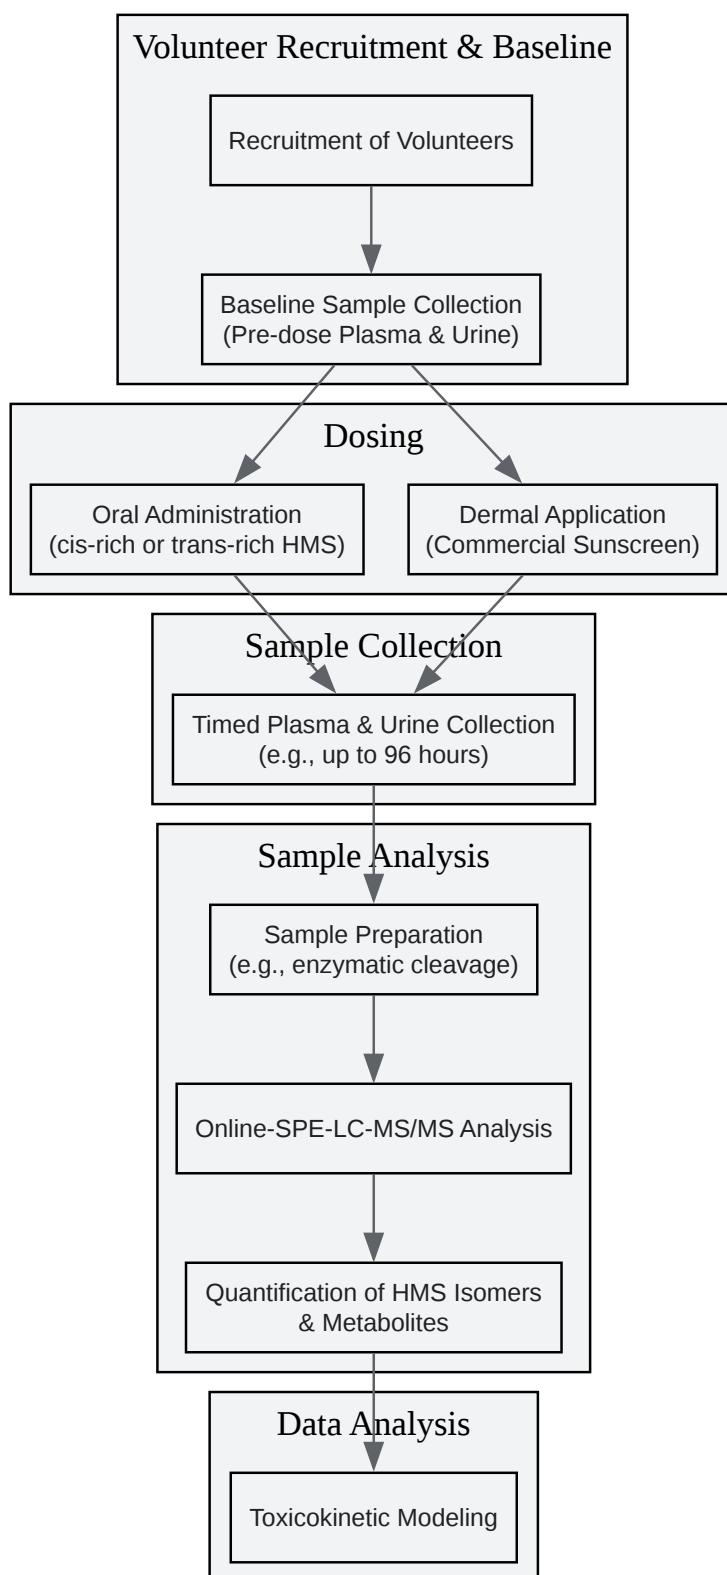 Volunteer Recruitment & Baseline
Recruitment of Volunteers
Baseline Sample Collection
(Pre-dose Plasma & Urine)
Dosing
Oral Administration
(cis-rich or trans-rich HMS)
Dermal Application
(Commercial Sunscreen)
Sample Collection
Timed Plasma & Urine Collection
(e.g., up to 96 hours)
Sample Analysis
Sample Preparation
(e.g., enzymatic cleavage)
Online-SPE-LC-MS/MS Analysis
Quantification of HMS Isomers
& Metabolites
Data Analysis
Toxicokinetic Modeling